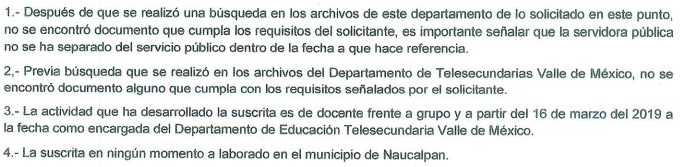 1.- Después de que se realizó una búsqueda en los archivos de este departamento de lo solicitado en este punto,
no se encontró documento que cumpla los requisitos del solicitante, es importante señalar que la servidora pública
no se ha separado del servicio público dentro de la fecha a que hace referencia.
2,- Previa búsqueda que se realizó en los archivos del Departamento de Telesecundarias Valle de México, no se
encontró documento alguno que cumpla con los requisitos señalados por el solicitante.
3.- La actividad que ha desarrollado la suscrita es de docente frente a grupo y a partir del 16 de marzo del 2019 a
la fecha como encargada del Departamento de Educación Telesecundaria Valle de México.
4.- La suscrita en ningún momento a laborado en el municipio de Naucalpan.